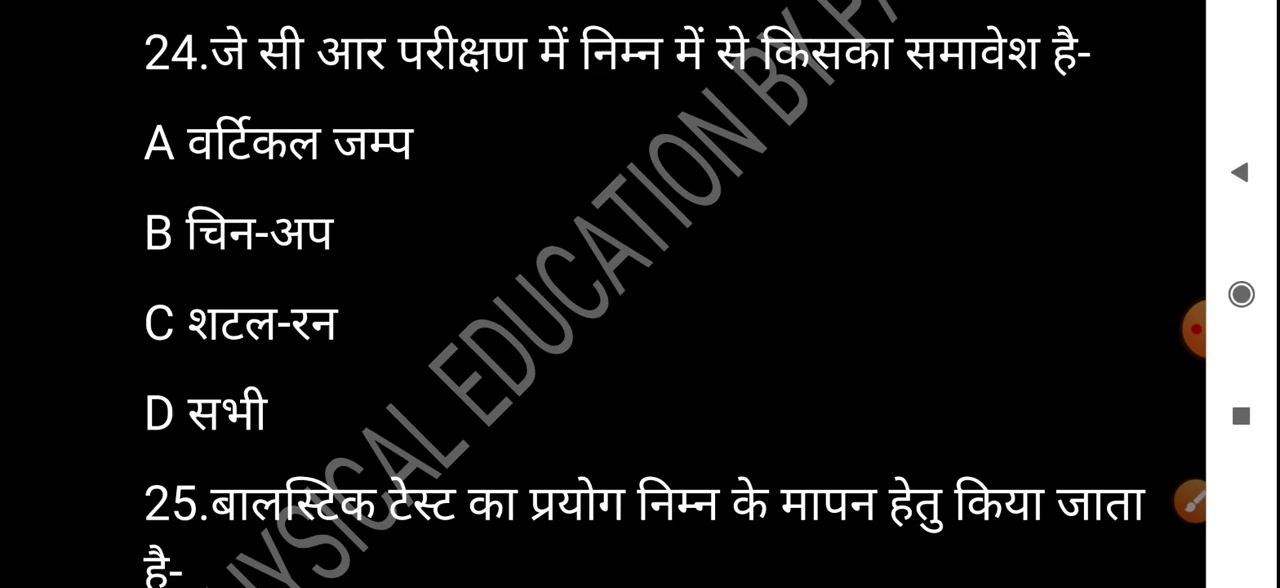 24.जे सी आर परीक्षण में निम्न में से किसका समावेश है-
A वर्टिकल जम्प
B चिन-अप
C शटल-रन
D सभी
25.बालस्टिक टेस्ट का प्रयोग निम्न के मापन हेतु किया जाता
है-
PHYSICAL EDUCATION BY